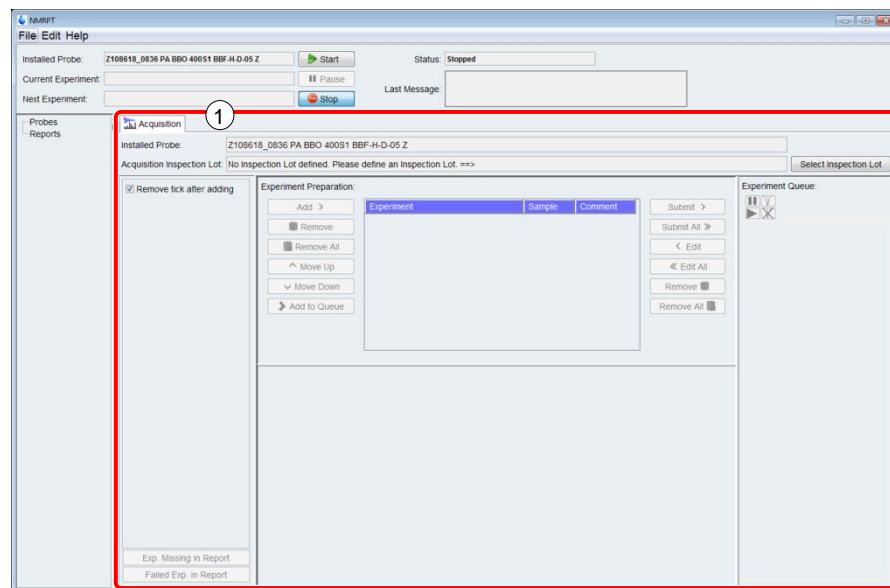 NMRPT
File Edit Help
Installed Probe: Z108618_0836 PA BBO 400S1 BBF-H-D-05 Z Start Status: Stopped
Current Experiment: Pause
Last Message:
Next Experiment: Stop
Probes
Reports
1
Acquisition
Installed Probe: Z108618_0836 PA BBO 400S1 BBF-H-D-05 Z
Acquisition Inspection Lot: No Inspection Lot defined. Please define an Inspection Lot. ==> Select Inspection Lot
Remove tick after adding
Exp. Missing in Report
Failed Exp. in Report
Experiment Preparation:
Add >
Remove
Remove All
Move Up
Move Down
Add to Queue
Experiment Sample Comment
Submit >
Submit All »
< Edit
« Edit All
Remove
Remove All
Experiment Queue: